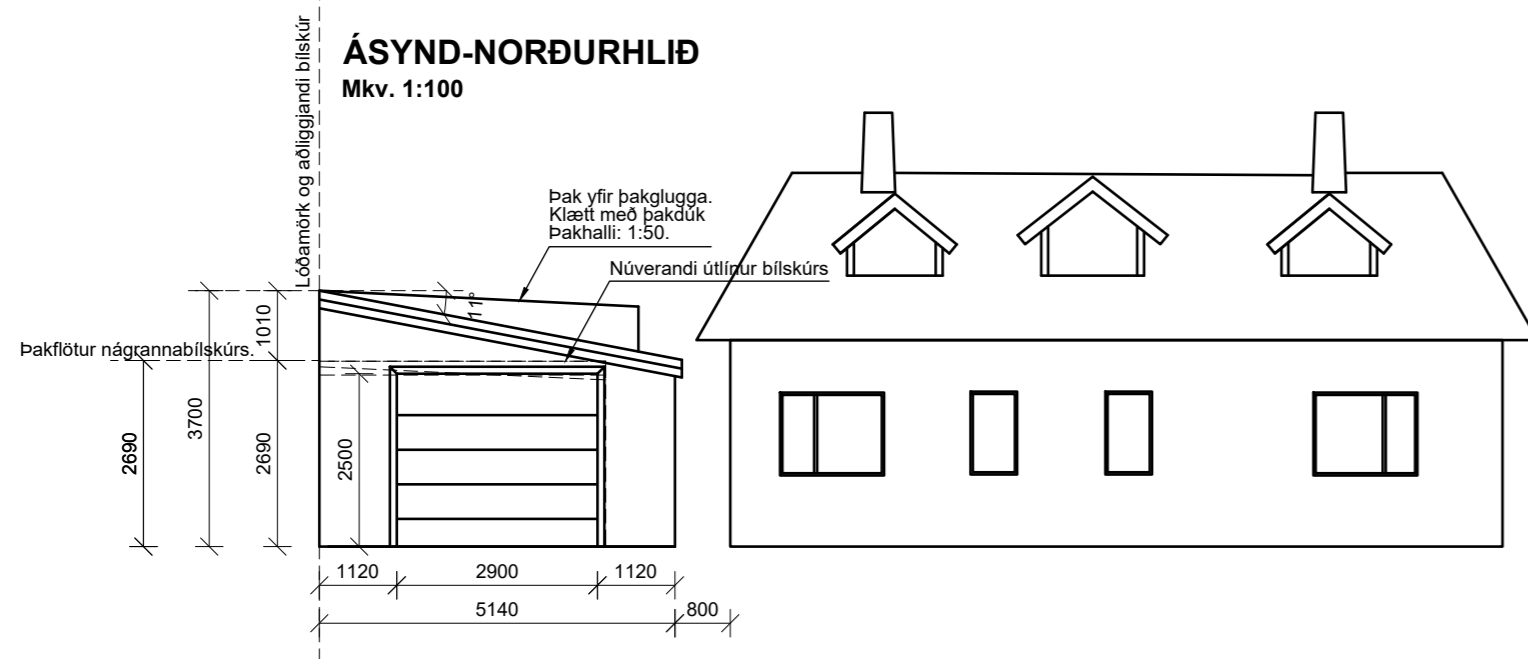 ÁSYND-NORÐURHLIÐ
Mkv. 1:100
Lóðamörk og aðliggjandi bílskúr
Þak yfir þakglugga.
Klætt með þakdúk
Þakhalli: 1:50.
Núverandi útlínur bílskúrs
11°
Þakflötur nágrannabílskúrs.
1010
3700
2690
2690
2500
1120
2900
1120
5140
800